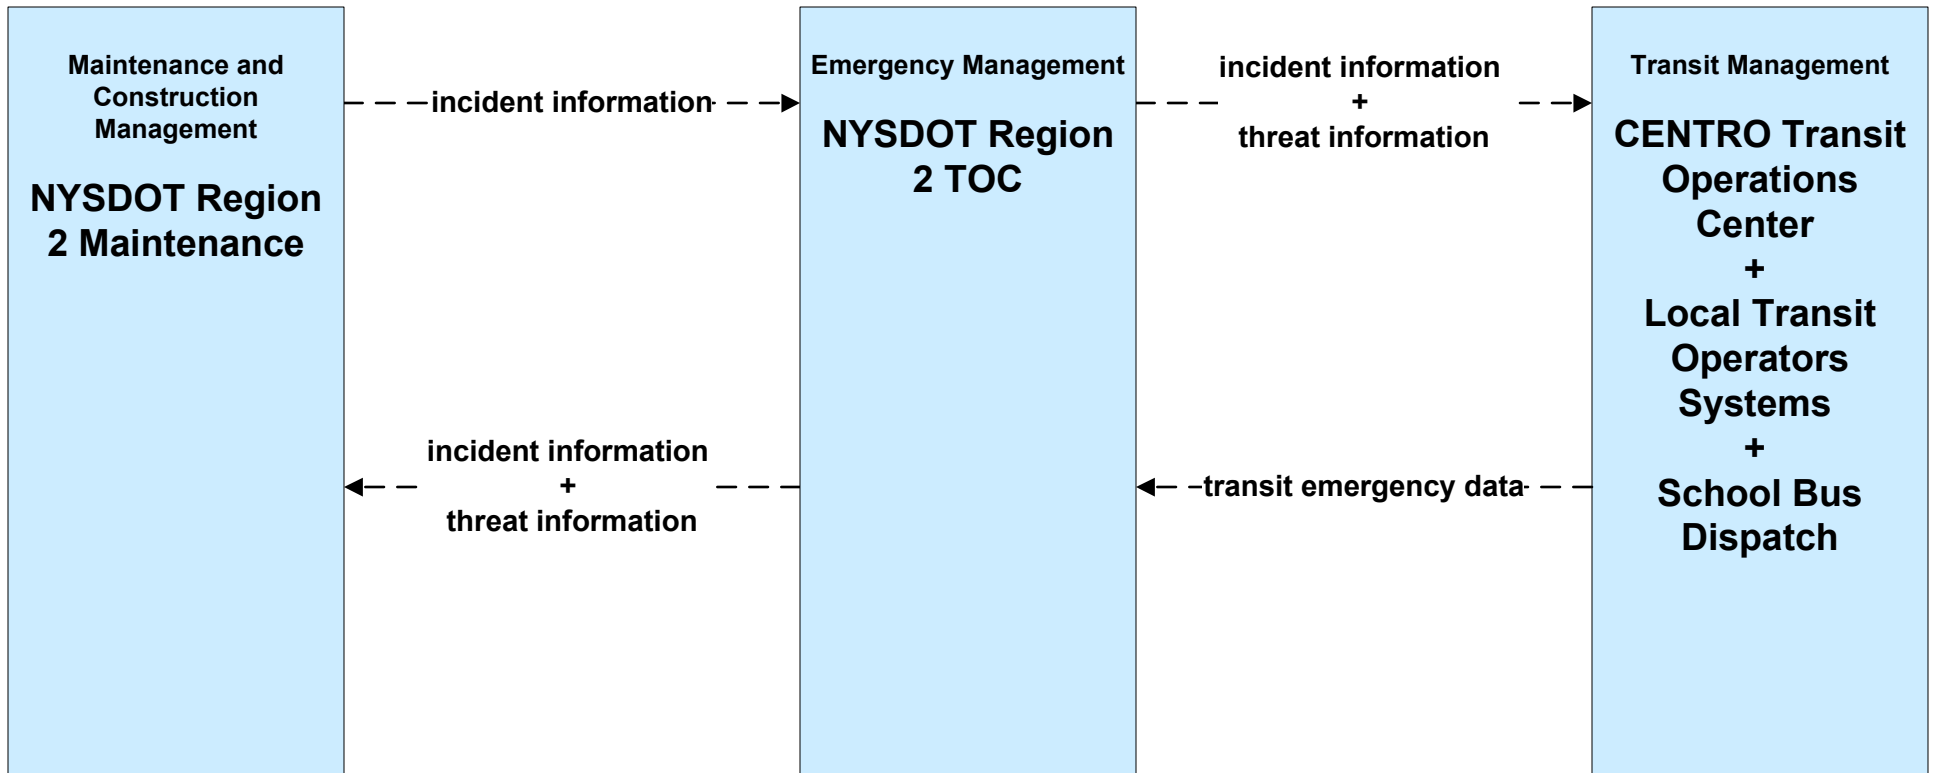 Maintenance and
Construction
Management
NYSDOT Region
2 Maintenance
incident information
incident information
+
threat information
Emergency Management
NYSDOT Region
2 TOC
incident information
+
threat information
transit emergency data
Transit Management
CENTRO Transit
Operations
Center
+
Local Transit
Operators
Systems
+
School Bus
Dispatch